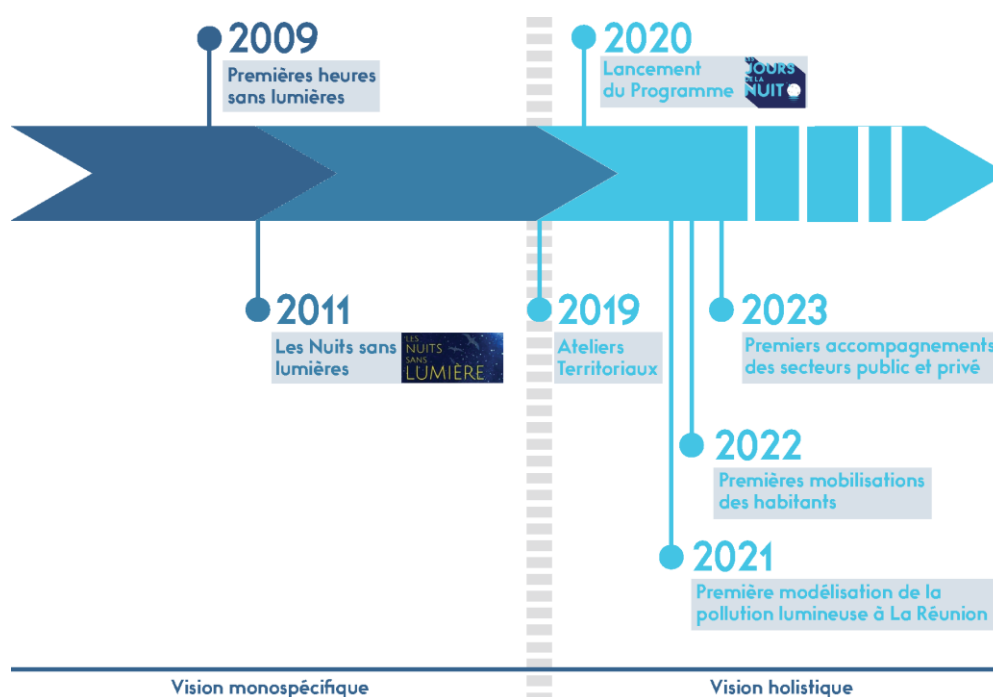 2009
Premières heures
sans lumières
2020
Lancement
du Programme
LES
JOURS
DE LA
NUIT
2011
Les Nuits sans
lumières
LES
NUITS
SANS
LUMIÈRE
2019
Ateliers
Territoriaux
2023
Premiers accompagnements
des secteurs public et privé
2022
Premières mobilisations
des habitants
2021
Première modélisation de la
pollution lumineuse à La Réunion
Vision monospécifique
Vision holistique